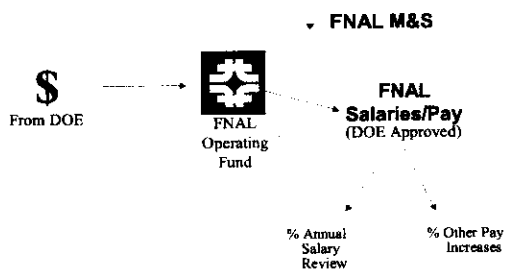 FNAL M&S
$
From DOE
FNAL
Operating
Fund
FNAL
Salaries/Pay
(DOE Approved)
% Annual
Salary
Review
% Other Pay
Increases